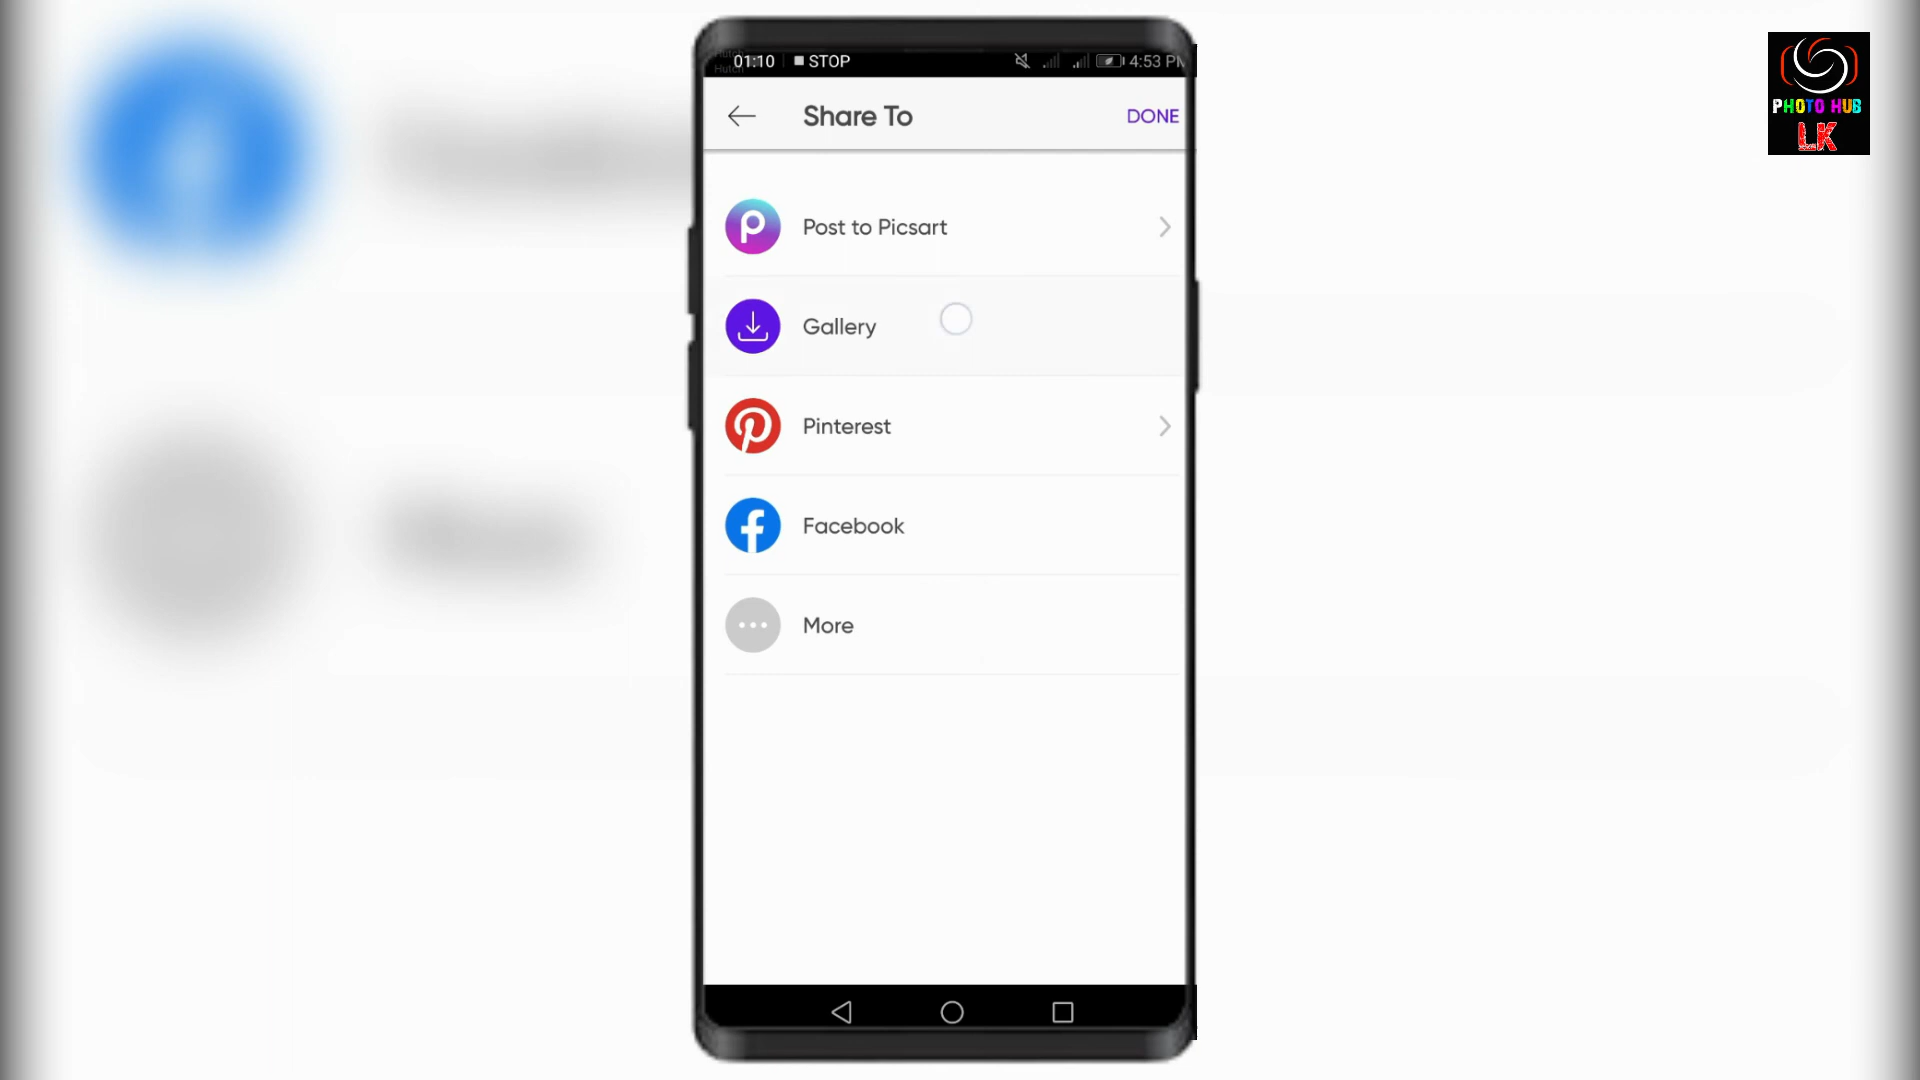 01:10 STOP 4:53 PM
Hutch
Share To DONE
Post to Picsart
Gallery
Pinterest
Facebook
More
PHOTO HUB
LK